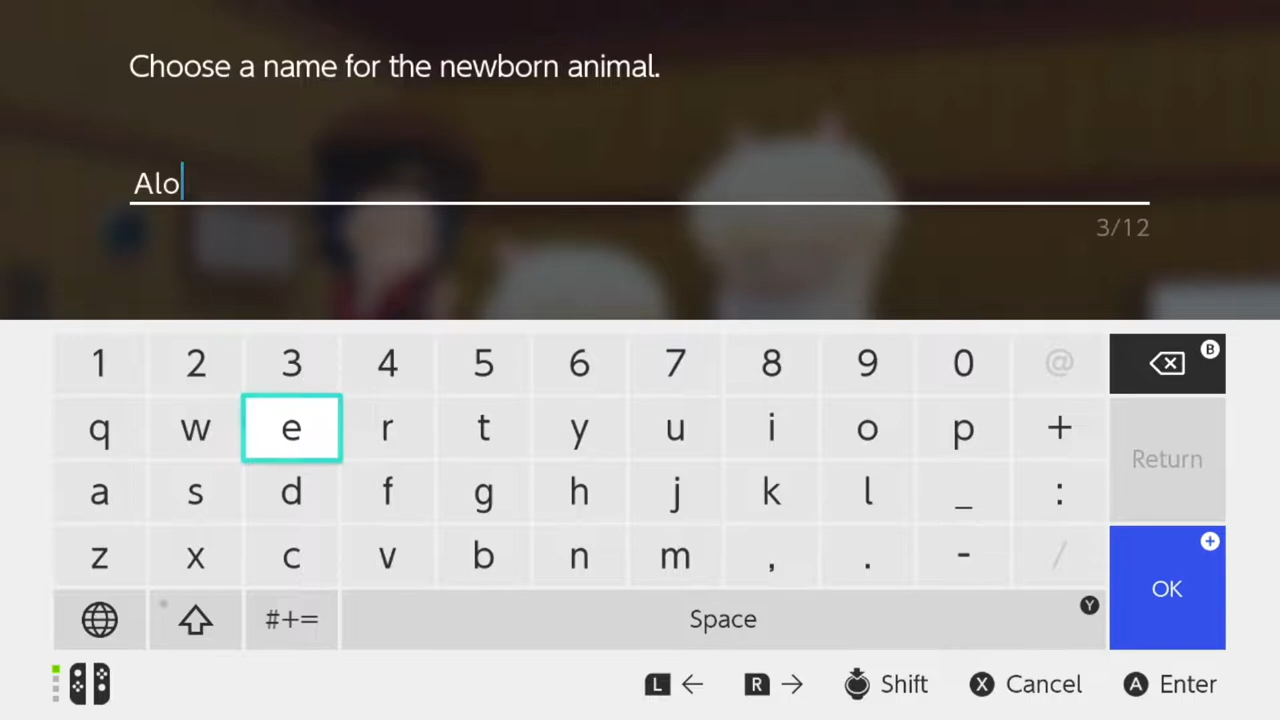 Choose a name for the newborn animal.
Alo
3/12
1 2 3 4 5 6 7 8 9 0 @ B
q w e r t y u i o p +
Return
a s d f g h j k l _ :
z x c v b n m , . - / +
OK
#+= Space Y
L ← R → Shift X Cancel A Enter